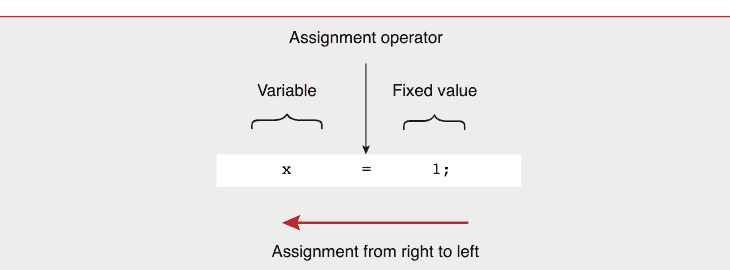 Assignment operator
Variable Fixed value
x = 1;
Assignment from right to left